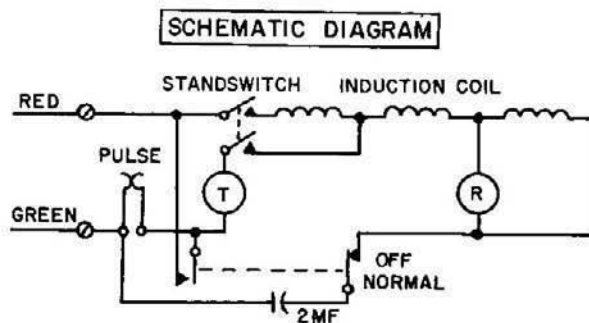 SCHEMATIC DIAGRAM
STANDSWITCH
INDUCTION COIL
RED
PULSE
T
R
GREEN
OFF
NORMAL
2MF